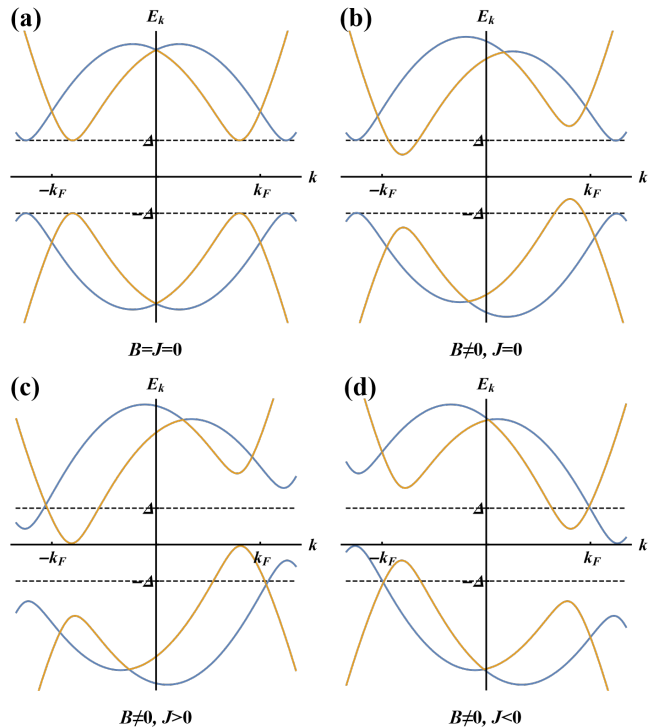 (a)
E_k
Δ
−k_F
k_F
k
−Δ
B=J=0
(b)
E_k
Δ
−k_F
k_F
k
−Δ
B≠0, J=0
(c)
E_k
Δ
−k_F
k_F
k
−Δ
B≠0, J>0
(d)
E_k
Δ
−k_F
k_F
k
−Δ
B≠0, J<0